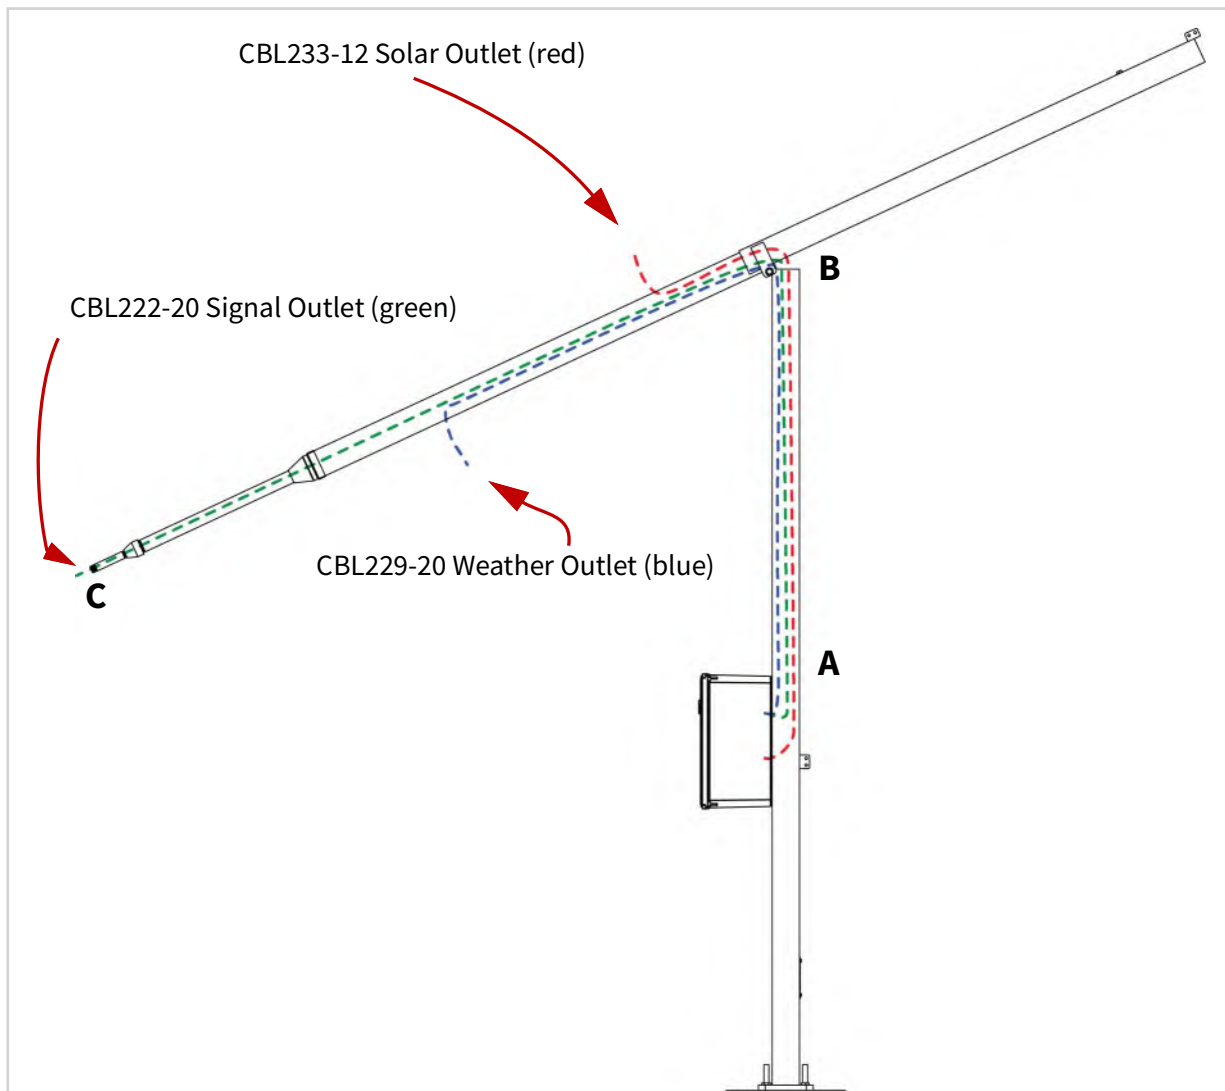 CBL233-12 Solar Outlet (red)
B
CBL222-20 Signal Outlet (green)
CBL229-20 Weather Outlet (blue)
C
A